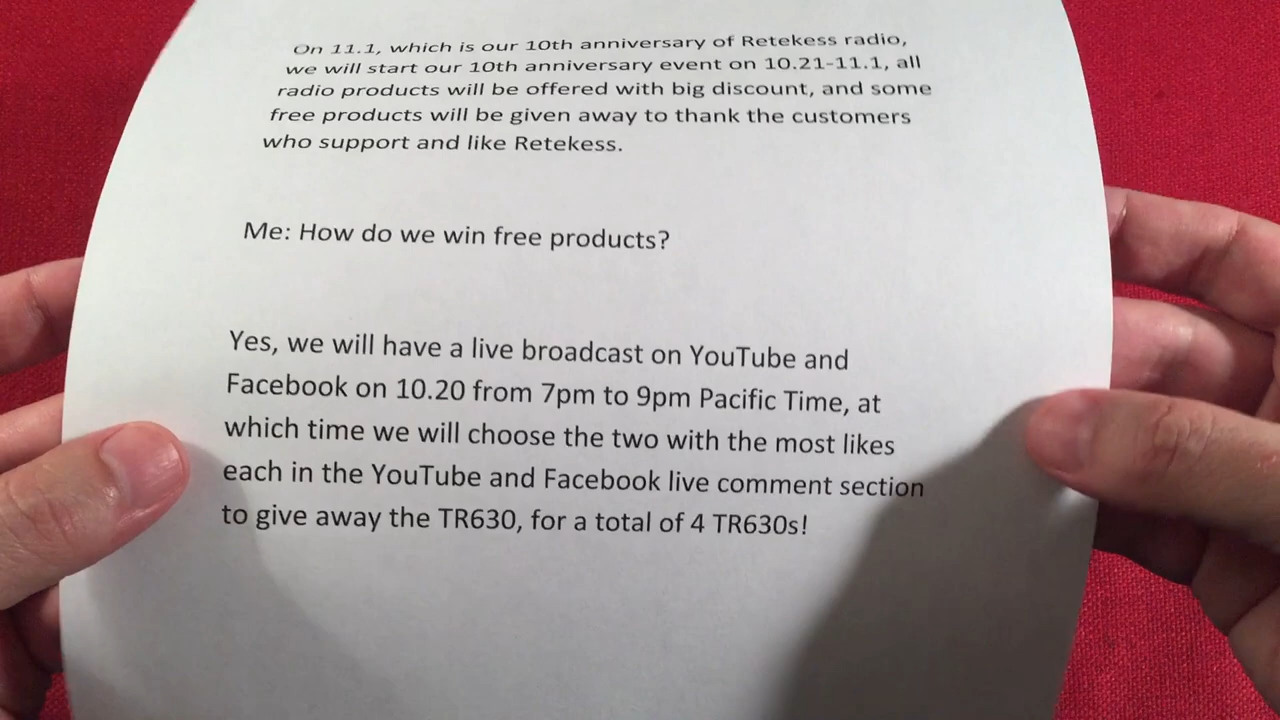 On 11.1, which is our 10th anniversary of Retekess radio,
we will start our 10th anniversary event on 10.21-11.1, all
radio products will be offered with big discount, and some
free products will be given away to thank the customers
who support and like Retekess.
Me: How do we win free products?
Yes, we will have a live broadcast on YouTube and
Facebook on 10.20 from 7pm to 9pm Pacific Time, at
which time we will choose the two with the most likes
each in the YouTube and Facebook live comment section
to give away the TR630, for a total of 4 TR630s!